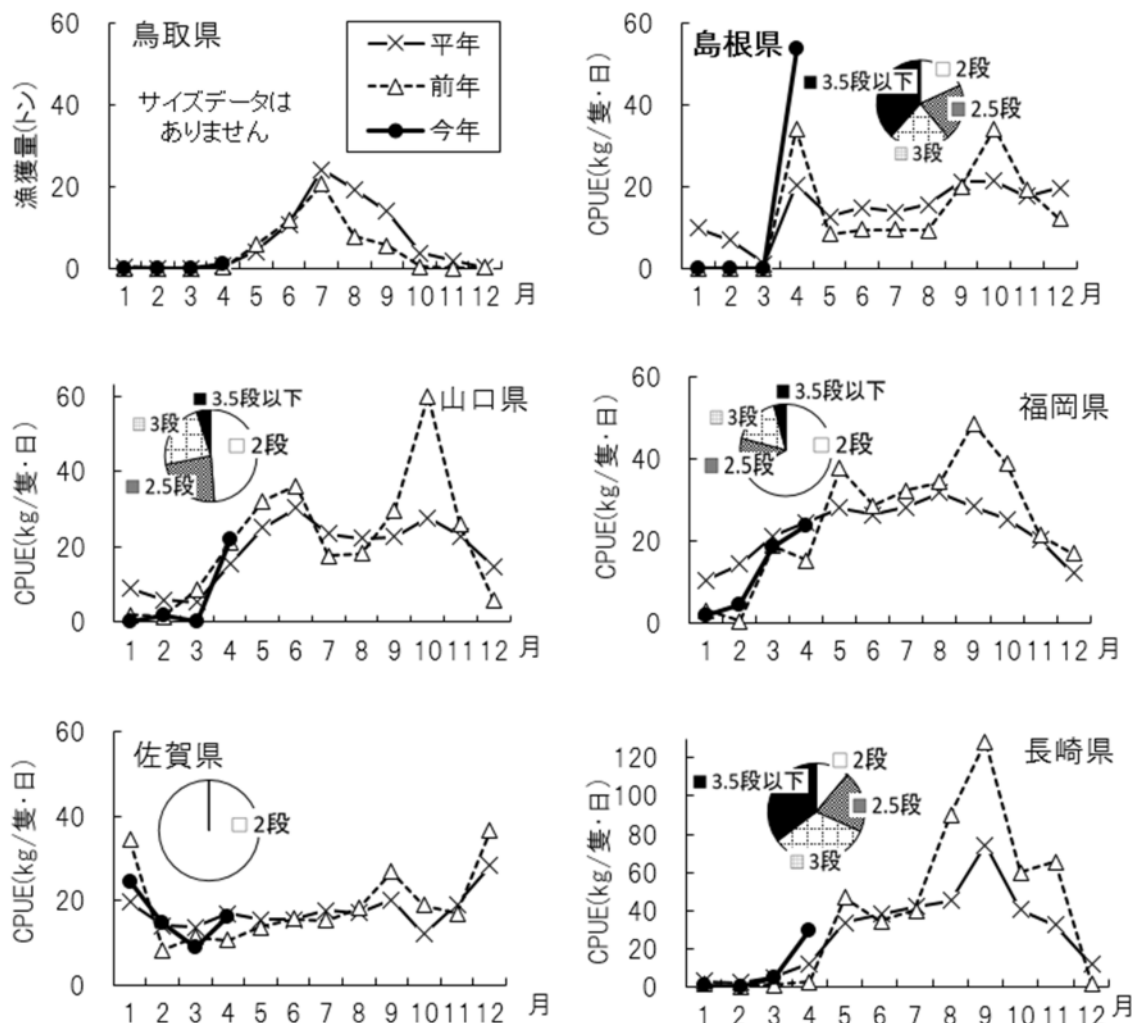 鳥取県
サイズデータは
ありません
平年
前年
今年
漁獲量(トン)
60
40
20
0
1 2 3 4 5 6 7 8 9 10 11 12 月
島根県
3.5段以下
2段
2.5段
3段
CPUE(kg/隻・日)
60
40
20
0
1 2 3 4 5 6 7 8 9 10 11 12 月
山口県
3.5段以下
3段
2段
2.5段
CPUE(kg/隻・日)
60
40
20
0
1 2 3 4 5 6 7 8 9 10 11 12 月
福岡県
3.5段以下
3段
2段
2.5段
CPUE(kg/隻・日)
60
40
20
0
1 2 3 4 5 6 7 8 9 10 11 12 月
佐賀県
2段
CPUE(kg/隻・日)
60
40
20
0
1 2 3 4 5 6 7 8 9 10 11 12 月
長崎県
3.5段以下
2段
2.5段
3段
CPUE(kg/隻・日)
120
100
80
60
40
20
0
1 2 3 4 5 6 7 8 9 10 11 12 月